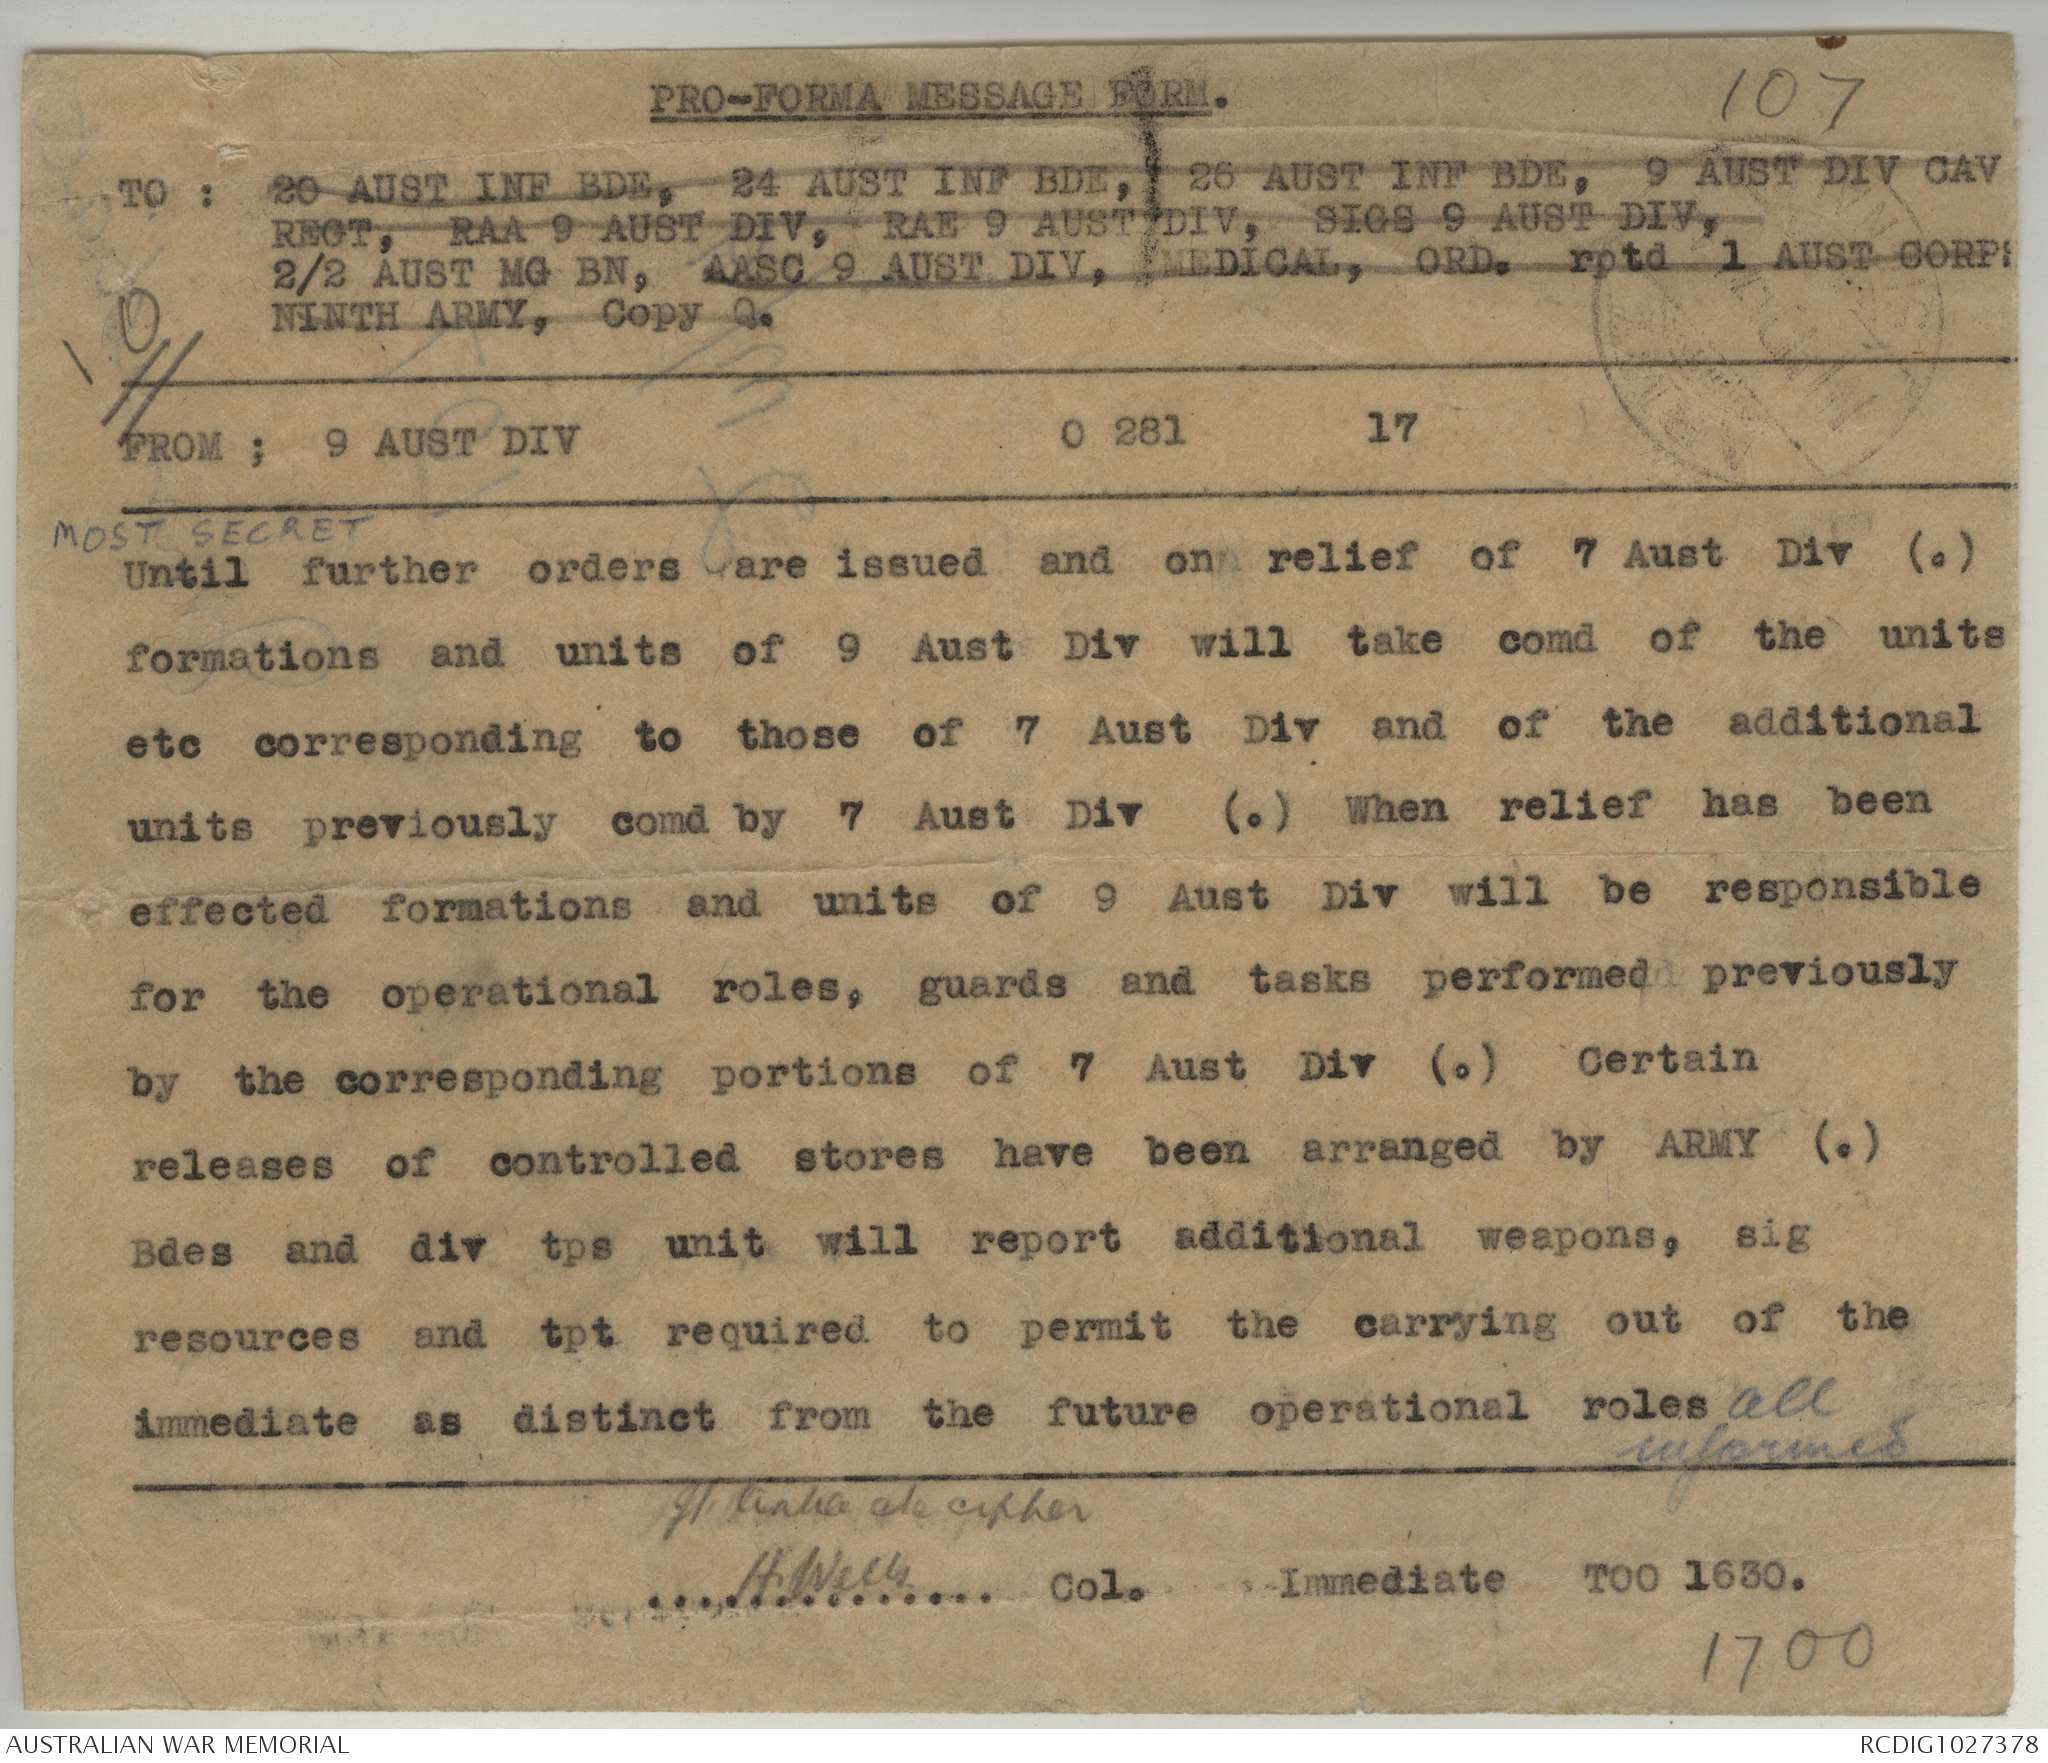 PRO-FORMA MESSAGE FORM.
107
TO : 20 AUST INF BDE, 24 AUST INF BDE, 26 AUST INF BDE, 9 AUST DIV CAV
REGT, RAA 9 AUST DIV, RAE 9 AUST DIV, SIGS 9 AUST DIV,
2/2 AUST MG BN, AASC 9 AUST DIV, MEDICAL, ORD. rptd 1 AUST CORPS
NINTH ARMY, Copy Q.
FROM ; 9 AUST DIV O 281 17
MOST SECRET
Until further orders are issued and on relief of 7 Aust Div (.)
formations and units of 9 Aust Div will take comd of the units
etc corresponding to those of 7 Aust Div and of the additional
units previously comd by 7 Aust Div (.) When relief has been
effected formations and units of 9 Aust Div will be responsible
for the operational roles, guards and tasks performed previously
by the corresponding portions of 7 Aust Div (.) Certain
releases of controlled stores have been arranged by ARMY (.)
Bdes and div tps unit will report additional weapons, sig
resources and tpt required to permit the carrying out of the
immediate as distinct from the future operational roles all
informed
cipher
H Wells
.............. Col. Immediate TOO 1630.
1700
AUSTRALIAN WAR MEMORIAL RCDIG1027378